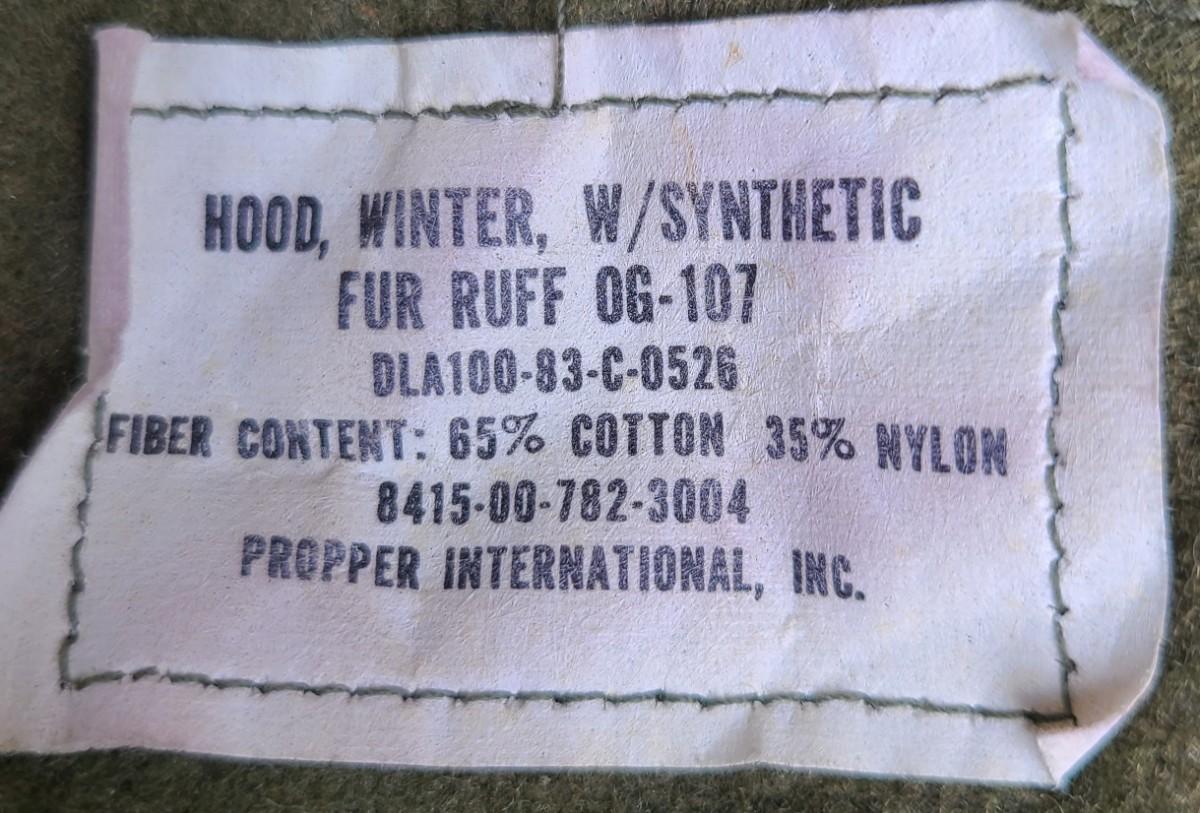 HOOD, WINTER, W/SYNTHETIC
FUR RUFF OG-107
DLA100-83-C-0526
FIBER CONTENT: 65% COTTON 35% NYLON
8415-00-782-3004
PROPPER INTERNATIONAL, INC.